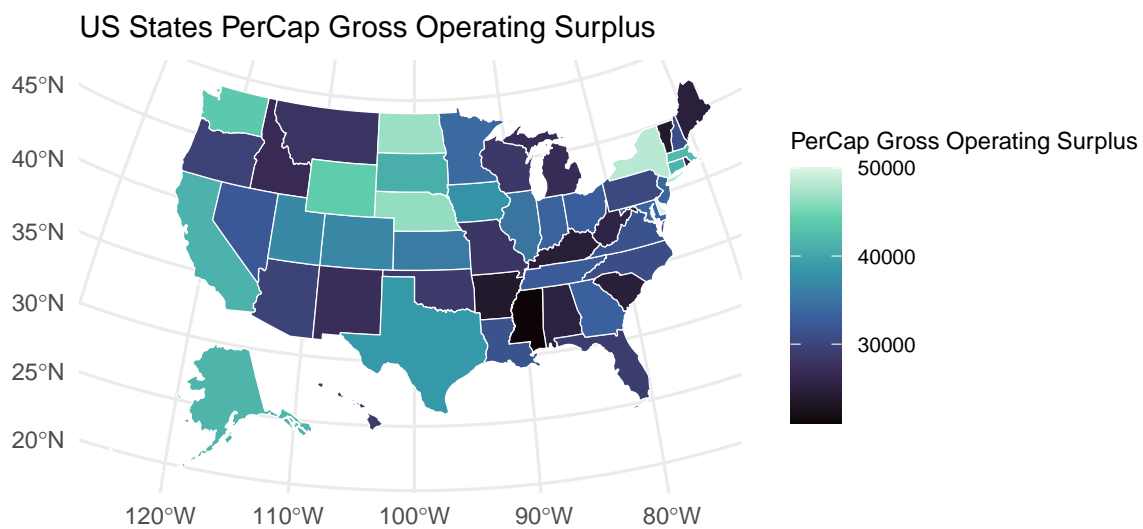 US States PerCap Gross Operating Surplus
45°N
40°N
35°N
30°N
25°N
20°N
120°W 110°W 100°W 90°W 80°W
PerCap Gross Operating Surplus
50000
40000
30000